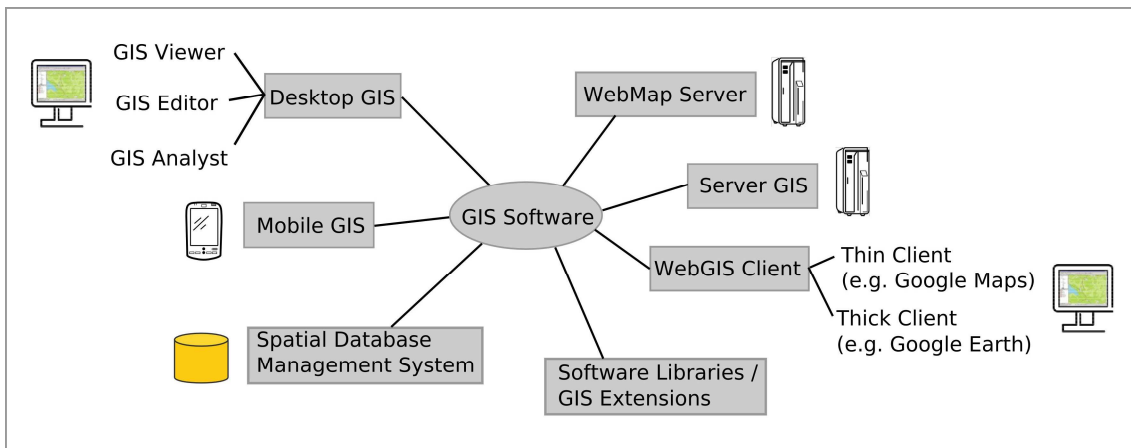 GIS Viewer
GIS Editor
GIS Analyst
Desktop GIS
WebMap Server
Server GIS
Mobile GIS
GIS Software
WebGIS Client
Thin Client
(e.g. Google Maps)
Thick Client
(e.g. Google Earth)
Spatial Database
Management System
Software Libraries /
GIS Extensions